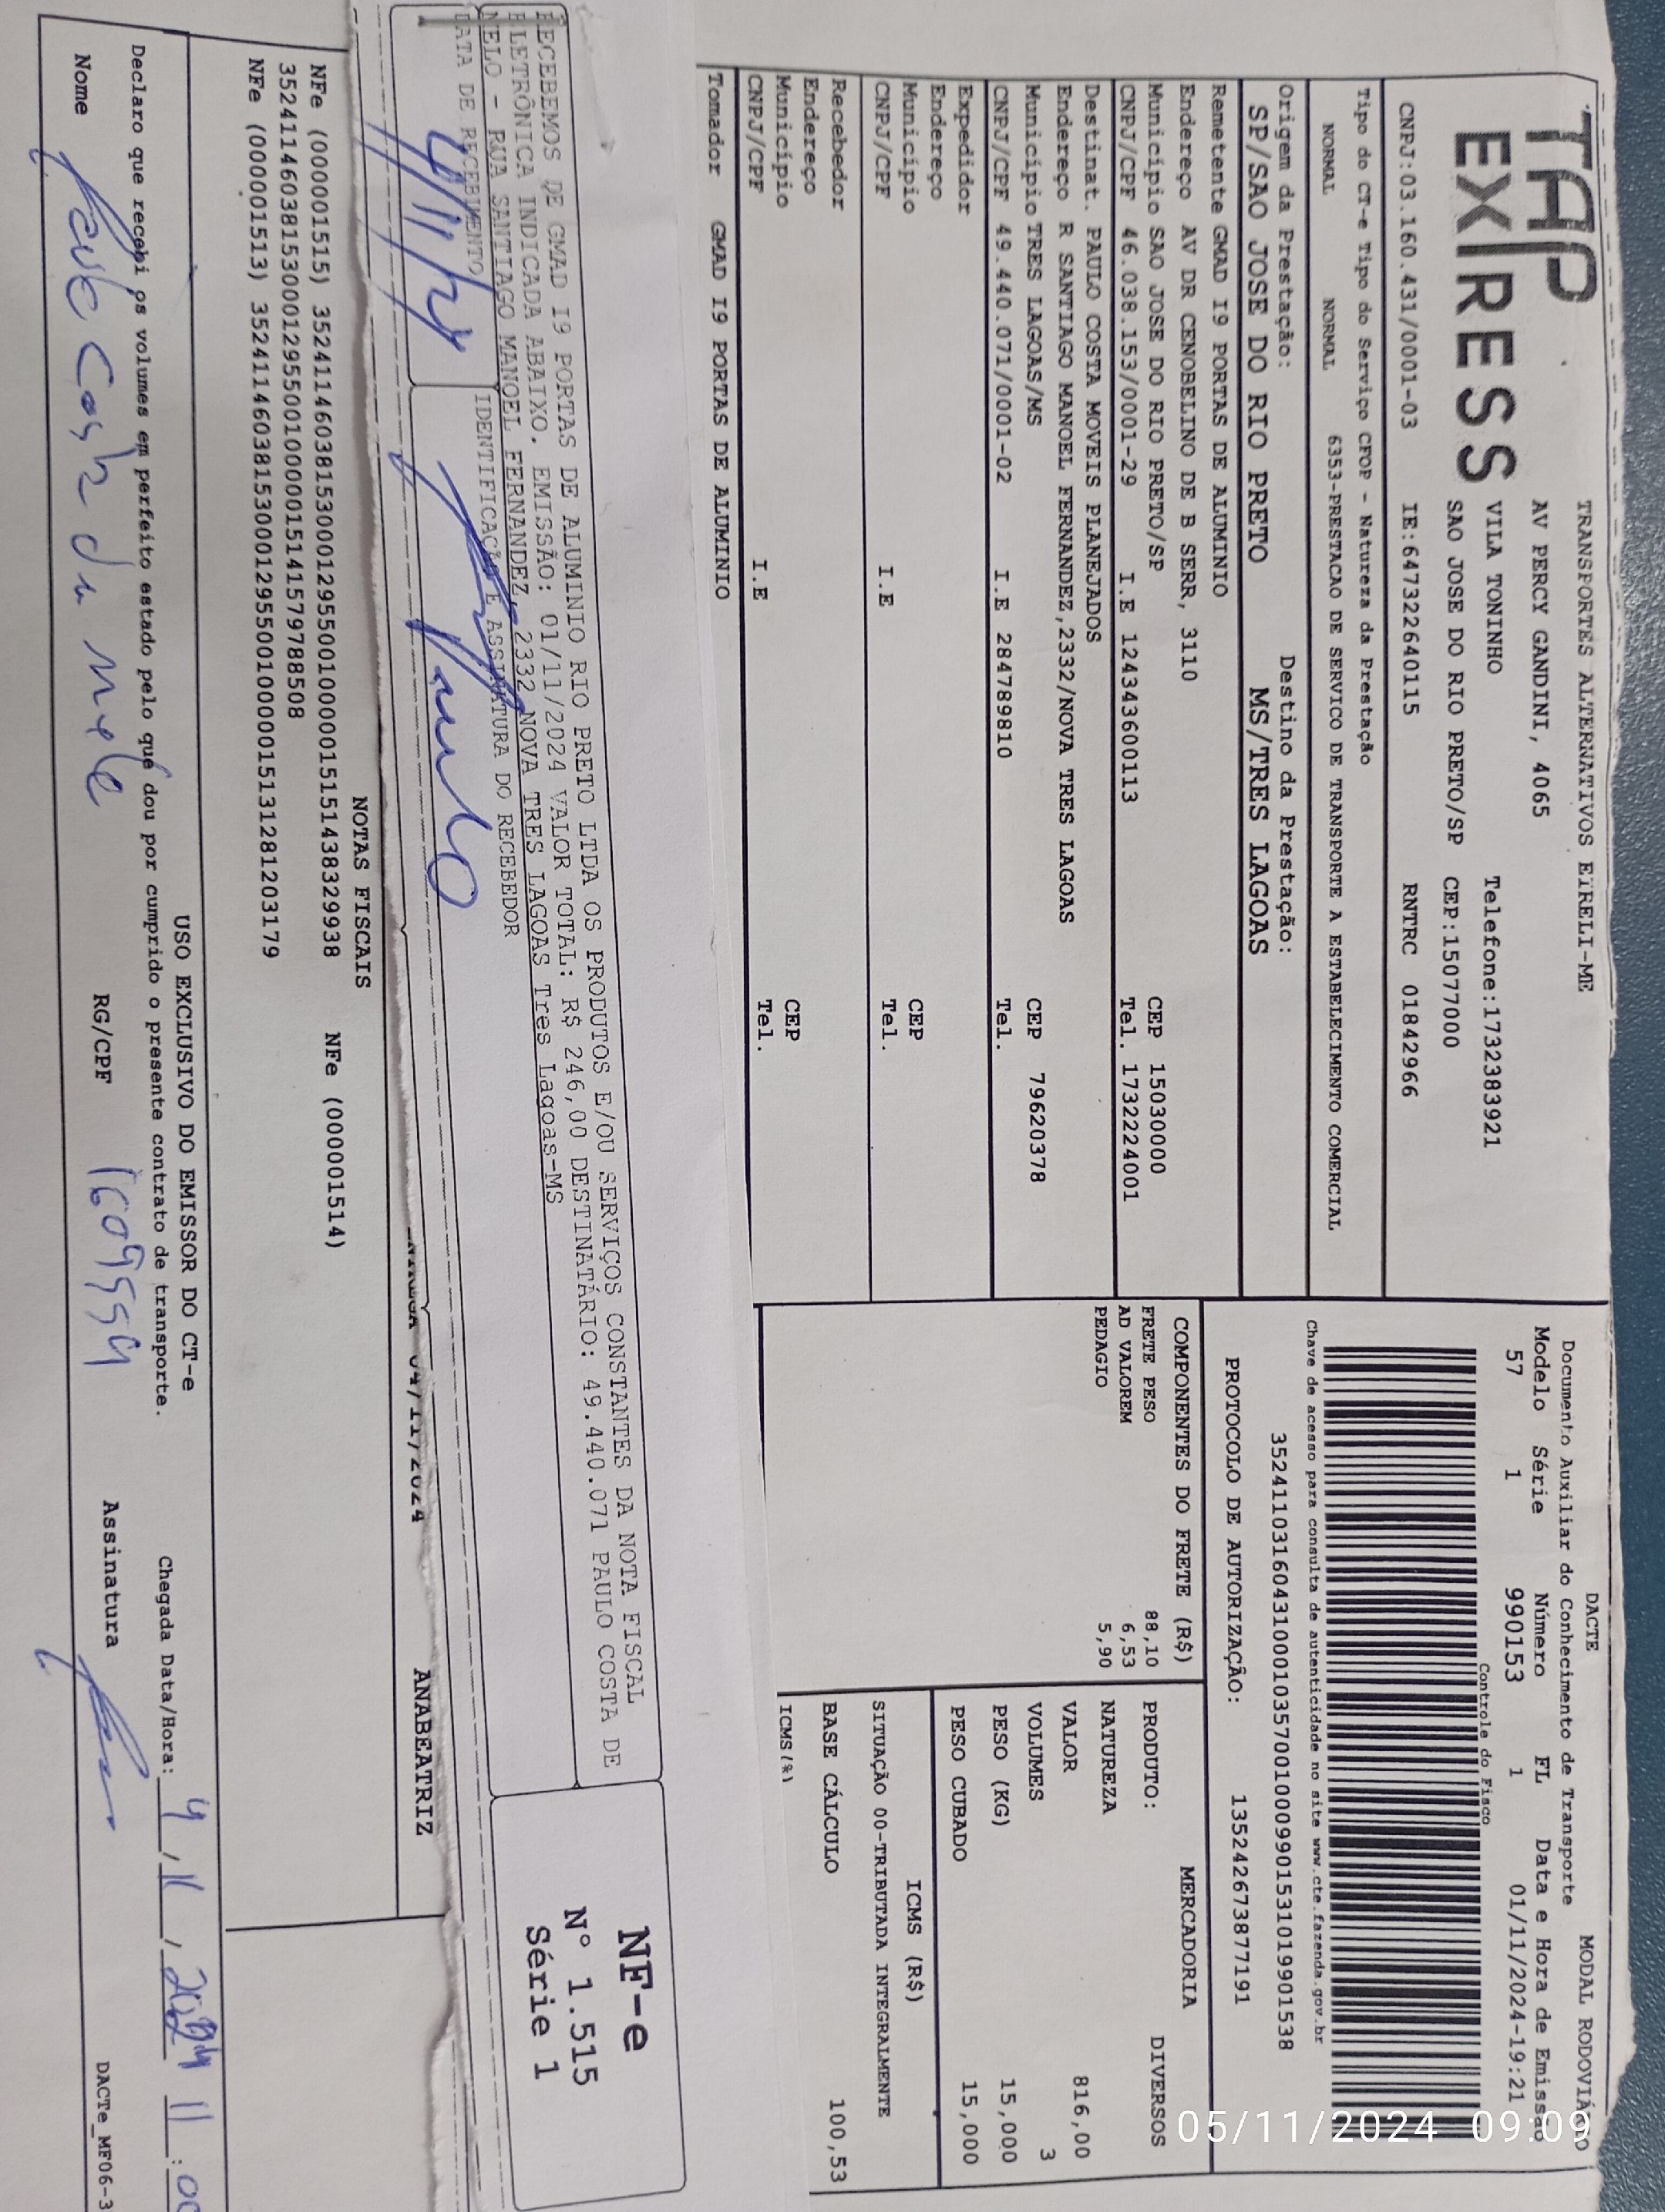 TAP
EXPRESS
TRANSPORTES ALTERNATIVOS EIRELI-ME
AV PERCY GANDINI, 4065
VILA TONINHO Telefone:1732383921
SAO JOSE DO RIO PRETO/SP CEP:15077000
CNPJ:03.160.431/0001-03 IE:647322640115 RNTRC 01842966
Tipo do CT-e Tipo do Serviço CFOP - Natureza da Prestação
NORMAL NORMAL 6353-PRESTACAO DE SERVICO DE TRANSPORTE A ESTABELECIMENTO COMERCIAL
Origem da Prestação: Destino da Prestação:
SP/SAO JOSE DO RIO PRETO MS/TRES LAGOAS
DACTE MODAL RODOVIÁRIO
Documento Auxiliar do Conhecimento de Transporte
Modelo Série Número FL Data e Hora de Emissão
57 1 990153 1 01/11/2024-19:21
Controle do Fisco
Chave de acesso para consulta de autenticidade no site www.cte.fazenda.gov.br
35241103160431000103570010009901531019901538
PROTOCOLO DE AUTORIZAÇÃO: 135242673877191
Remetente GMAD I9 PORTAS DE ALUMINIO
Endereço AV DR CENOBELINO DE B SERR, 3110
Município SAO JOSE DO RIO PRETO/SP CEP 15030000
CNPJ/CPF 46.038.153/0001-29 I.E 124343600113 Tel. 1732224001
Destinat. PAULO COSTA MOVEIS PLANEJADOS
Endereço R SANTIAGO MANOEL FERNANDEZ,2332/NOVA TRES LAGOAS
Município TRES LAGOAS/MS CEP 79620378
CNPJ/CPF 49.440.071/0001-02 I.E 284789810 Tel.
Expedidor
Endereço
Município CEP
CNPJ/CPF I.E Tel.
Recebedor
Endereço
Município CEP
CNPJ/CPF I.E Tel.
Tomador GMAD I9 PORTAS DE ALUMINIO
COMPONENTES DO FRETE (R$)
FRETE PESO 88,10
AD VALOREM 6,53
PEDAGIO 5,90
MERCADORIA
PRODUTO: DIVERSOS
NATUREZA
VALOR 816,00
VOLUMES 3
PESO (KG) 15,000
PESO CUBADO 15,000
ICMS (R$)
SITUAÇÃO 00-TRIBUTADA INTEGRALMENTE
BASE CÁLCULO 100,53
ICMS(%)
RECEBEMOS DE GMAD I9 PORTAS DE ALUMINIO RIO PRETO LTDA OS PRODUTOS E/OU SERVIÇOS CONSTANTES DA NOTA FISCAL
ELETRÔNICA INDICADA ABAIXO. EMISSÃO: 01/11/2024 VALOR TOTAL: R$ 246,00 DESTINATÁRIO: 49.440.071 PAULO COSTA DE
MELO - RUA SANTIAGO MANOEL FERNANDEZ, 2332 NOVA TRES LAGOAS Tres Lagoas-MS
DATA DE RECEBIMENTO IDENTIFICAÇÃO E ASSINATURA DO RECEBEDOR
4/11/24 Paulo
NF-e
Nº 1.515
Série 1
04/11/2024 ANABEATRIZ
NOTAS FISCAIS
NFe (000001515) 35241146038153000129550010000015151438329938 NFe (000001514)
35241146038153000129550010000015141579788508
NFe (000001513) 35241146038153000129550010000015131281203179
USO EXCLUSIVO DO EMISSOR DO CT-e
Declaro que recebi os volumes em perfeito estado pelo que dou por cumprido o presente contrato de transporte.
Chegada Data/Hora: 4/11/2024 11:00
Nome Paulo Costa de melo RG/CPF 1609559 Assinatura
DACTe_MF06-3
05/11/2024 09:09